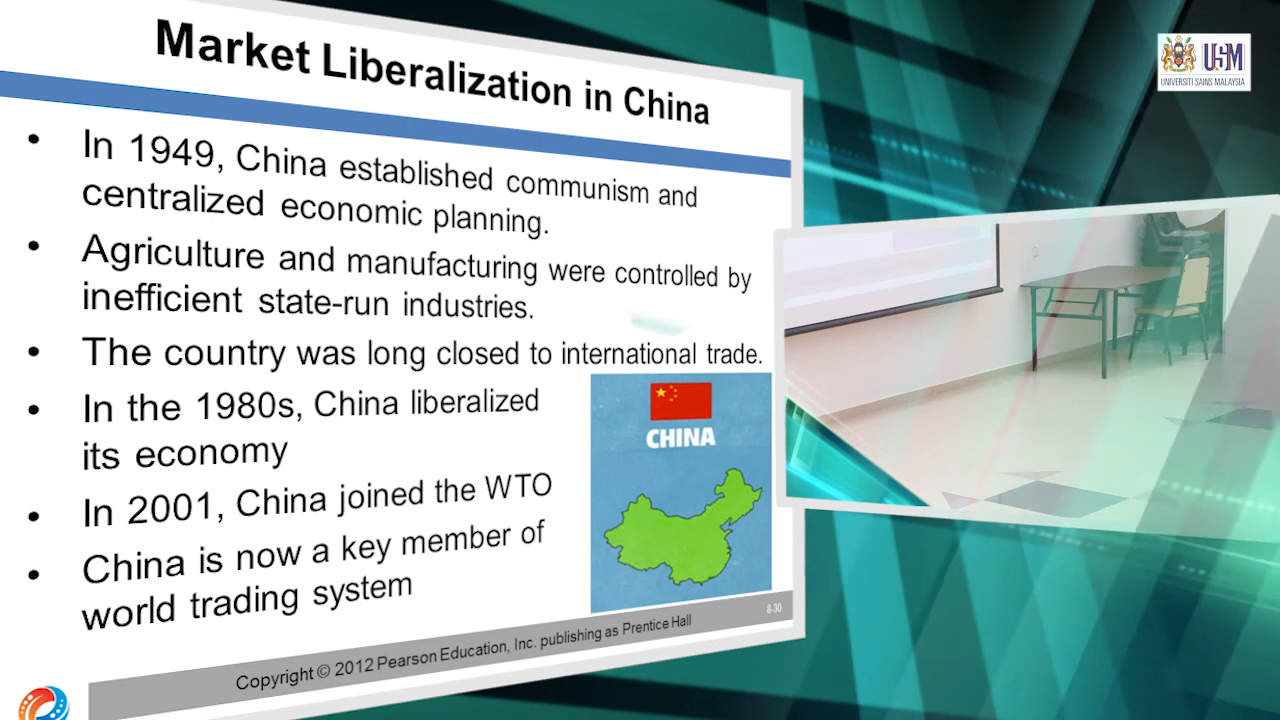 Market Liberalization in China
• In 1949, China established communism and
centralized economic planning.
• Agriculture and manufacturing were controlled by
inefficient state-run industries.
• The country was long closed to international trade.
• In the 1980s, China liberalized
its economy
• In 2001, China joined the WTO
• China is now a key member of
world trading system
CHINA
Copyright © 2012 Pearson Education, Inc. publishing as Prentice Hall
8-30
USM
UNIVERSITI SAINS MALAYSIA